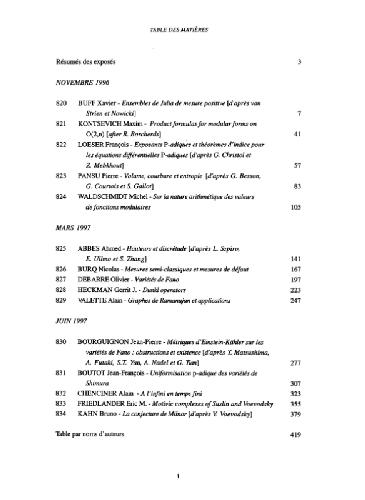 TABLE DES MATIÈRES
Résumés des exposés 3
NOVEMBRE 1996
820 BUFF Xavier - Ensembles de Julia de mesure positive [d'après van
Strien et Nowicki] 7
821 KONTSEVICH Maxim - Product formulas for modular forms on
O(2,n) [after R. Borcherds] 41
822 LOESER François - Exposants P-adiques et théorèmes d'indice pour
les équations différentielles P-adiques [d'après G. Christol et
Z. Mebkhout] 57
823 PANSU Pierre - Volume, courbure et entropie [d'après G. Besson,
G. Courtois et S. Gallot] 83
824 WALDSCHMIDT Michel - Sur la nature arithmétique des valeurs
de fonctions modulaires 105
MARS 1997
825 ABBES Ahmed - Hauteurs et discrétude [d'après L. Szpiro,
E. Ullmo et S. Zhang] 141
826 BURQ Nicolas - Mesures semi-classiques et mesures de défaut 167
827 DEBARRE Olivier - Variétés de Fano 197
828 HECKMAN Gerrit J. - Dunkl operators 223
829 VALETTE Alain - Graphes de Ramanujan et applications 247
JUIN 1997
830 BOURGUIGNON Jean-Pierre - Métriques d'Einstein-Kähler sur les
variétés de Fano : obstructions et existence [d'après Y. Matsushima,
A. Futaki, S.T. Yau, A. Nadel et G. Tian] 277
831 BOUTOT Jean-François - Uniformisation p-adique des variétés de
Shimura 307
832 CHENCINER Alain - A l'infini en temps fini 323
833 FRIEDLANDER Eric M. - Motivic complexes of Suslin and Voevodsky 355
834 KAHN Bruno - La conjecture de Milnor [d'après V. Voevodsky] 379
Table par noms d'auteurs 419
1